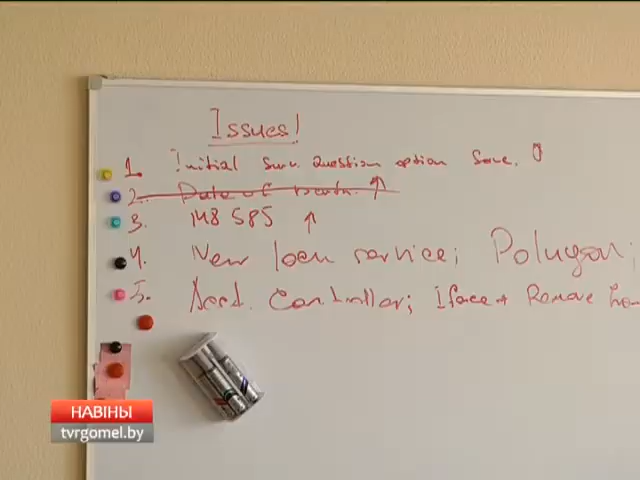 Issues!
1. Initial Surv. Question option Save.
2. Date of
3. 148 585 ↑
4. New loan service; Polygon;
5. Controller; Iface + Remove
НАВІНЫ
tvrgomel.by